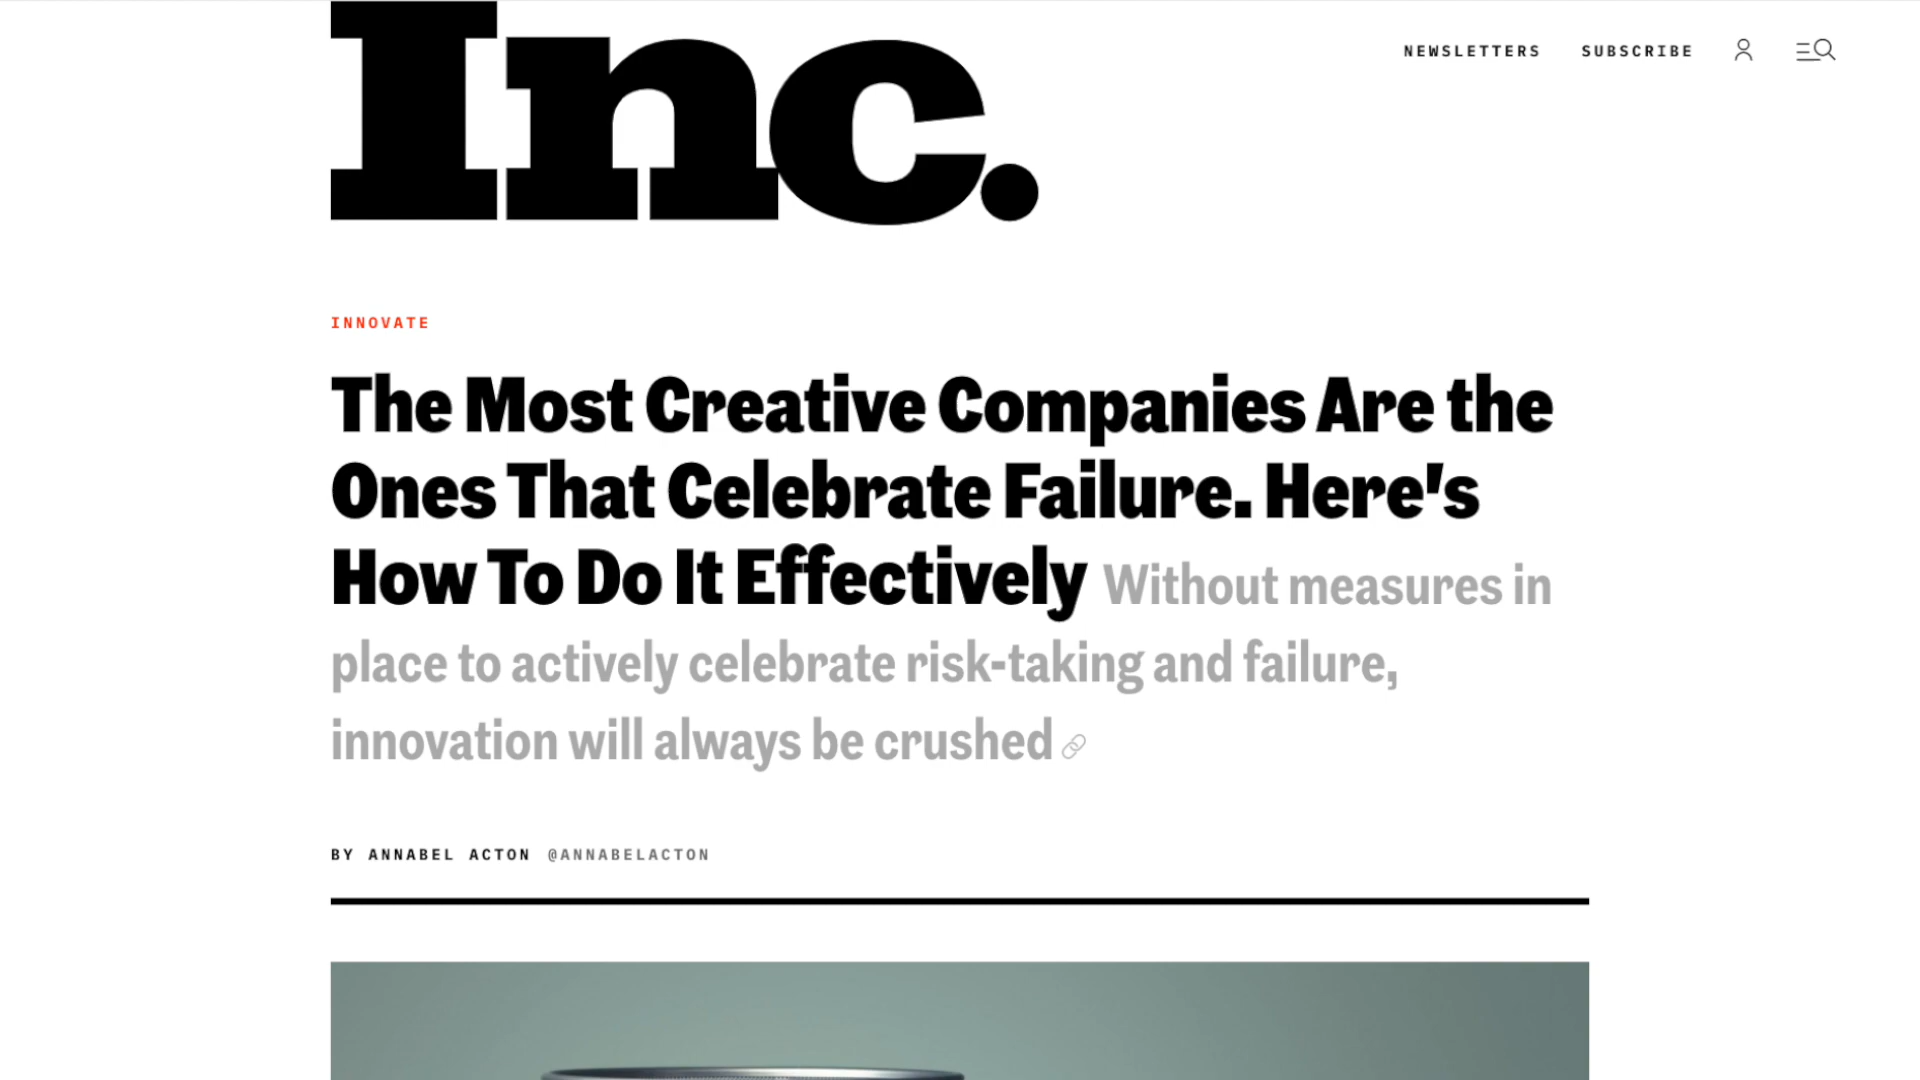 Inc.
NEWSLETTERS
SUBSCRIBE
INNOVATE
The Most Creative Companies Are the
Ones That Celebrate Failure. Here's
How To Do It Effectively Without measures in
place to actively celebrate risk-taking and failure,
innovation will always be crushed
BY ANNABEL ACTON @ANNABELACTON